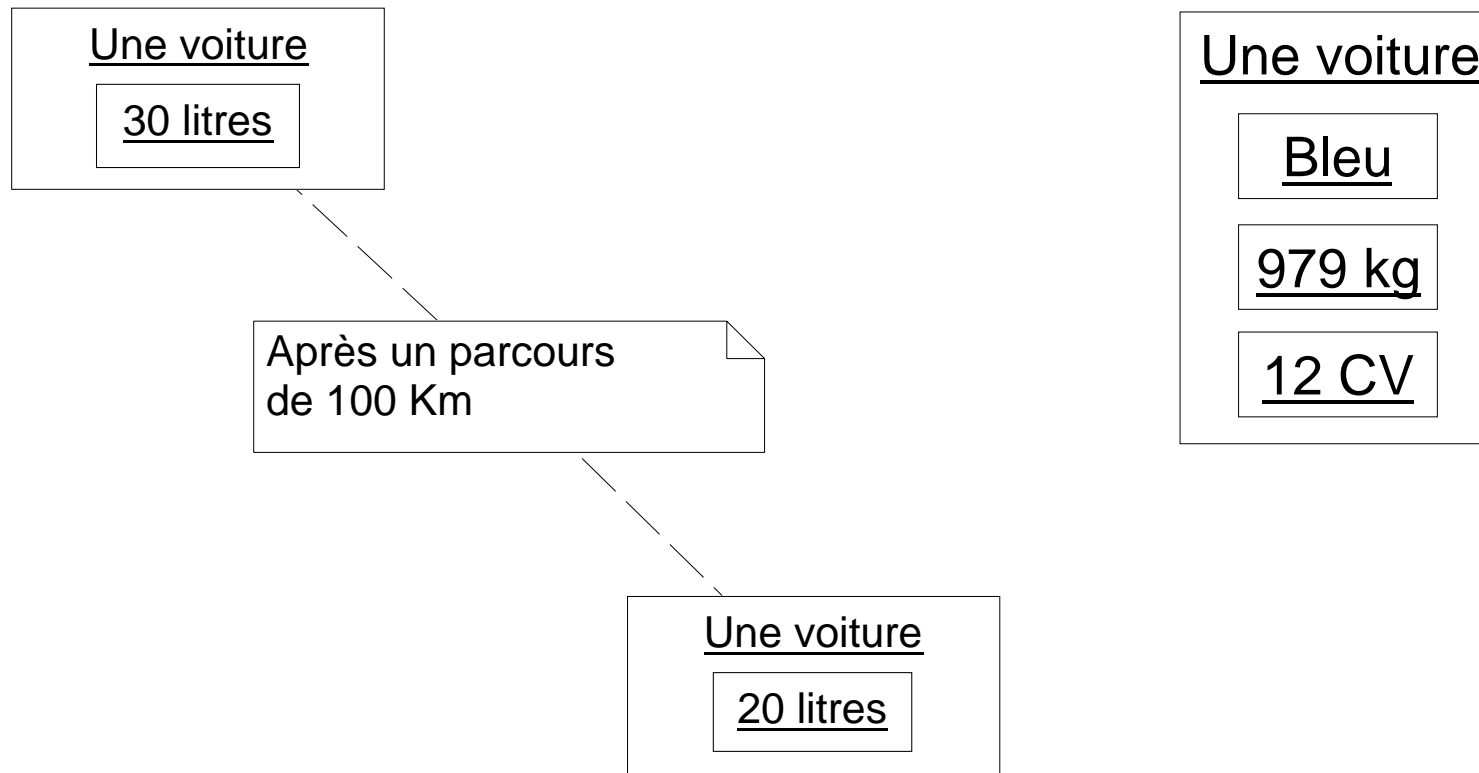 Une voiture
30 litres
Après un parcours
de 100 Km
Une voiture
20 litres
Une voiture
Bleu
979 kg
12 CV